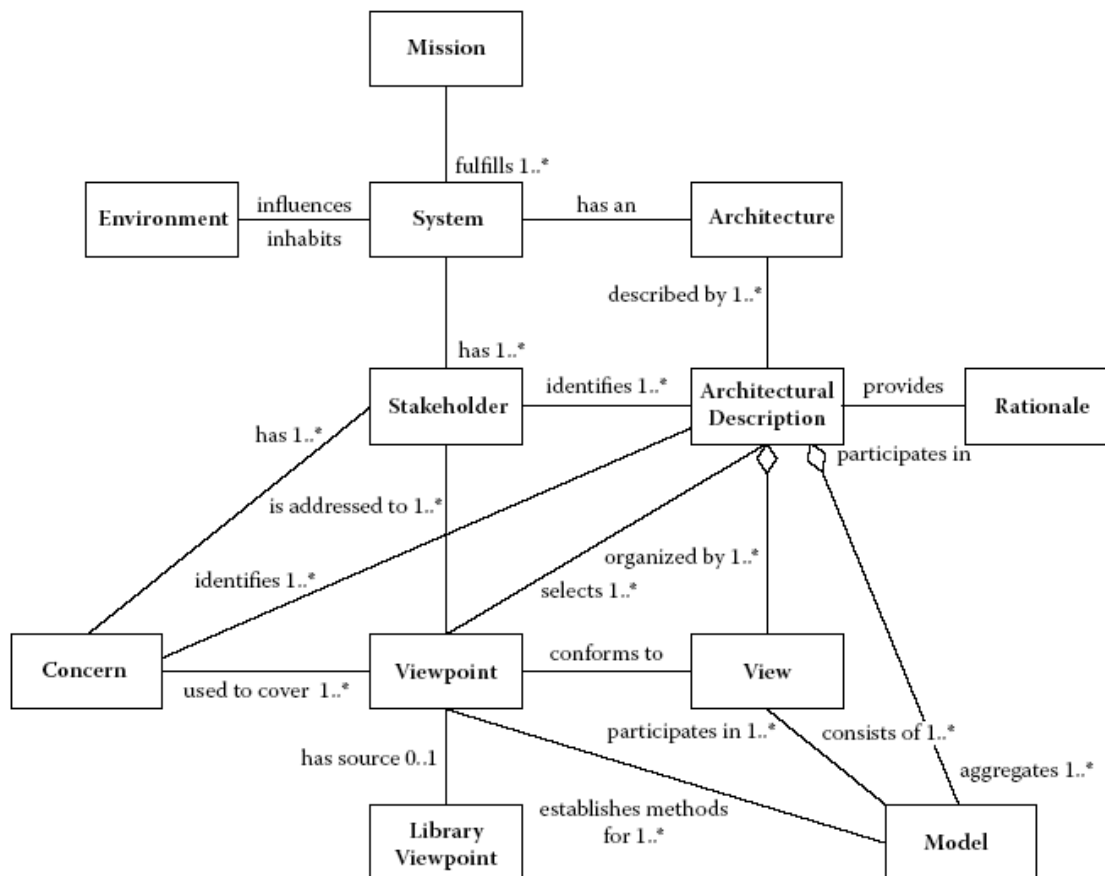 Mission
fulfills 1..*
Environment
influences
inhabits
System
has an
Architecture
described by 1..*
has 1..*
Stakeholder
identifies 1..*
Architectural
Description
provides
Rationale
has 1..*
participates in
is addressed to 1..*
organized by 1..*
identifies 1..*
selects 1..*
Concern
used to cover 1..*
Viewpoint
conforms to
View
participates in 1..*
consists of 1..*
has source 0..1
aggregates 1..*
establishes methods
for 1..*
Library
Viewpoint
Model